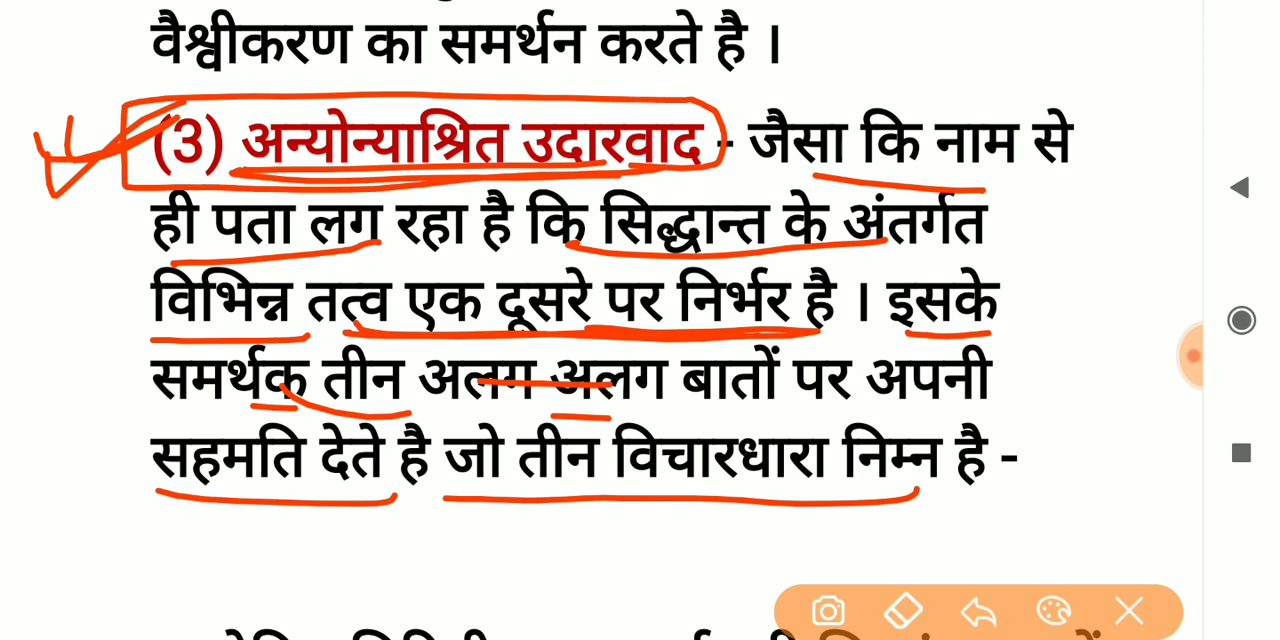 वैश्वीकरण का समर्थन करते है ।
(3) अन्योन्याश्रित उदारवाद - जैसा कि नाम से
ही पता लग रहा है कि सिद्धान्त के अंतर्गत
विभिन्न तत्व एक दूसरे पर निर्भर है । इसके
समर्थक तीन अलग अलग बातों पर अपनी
सहमति देते है जो तीन विचारधारा निम्न है -